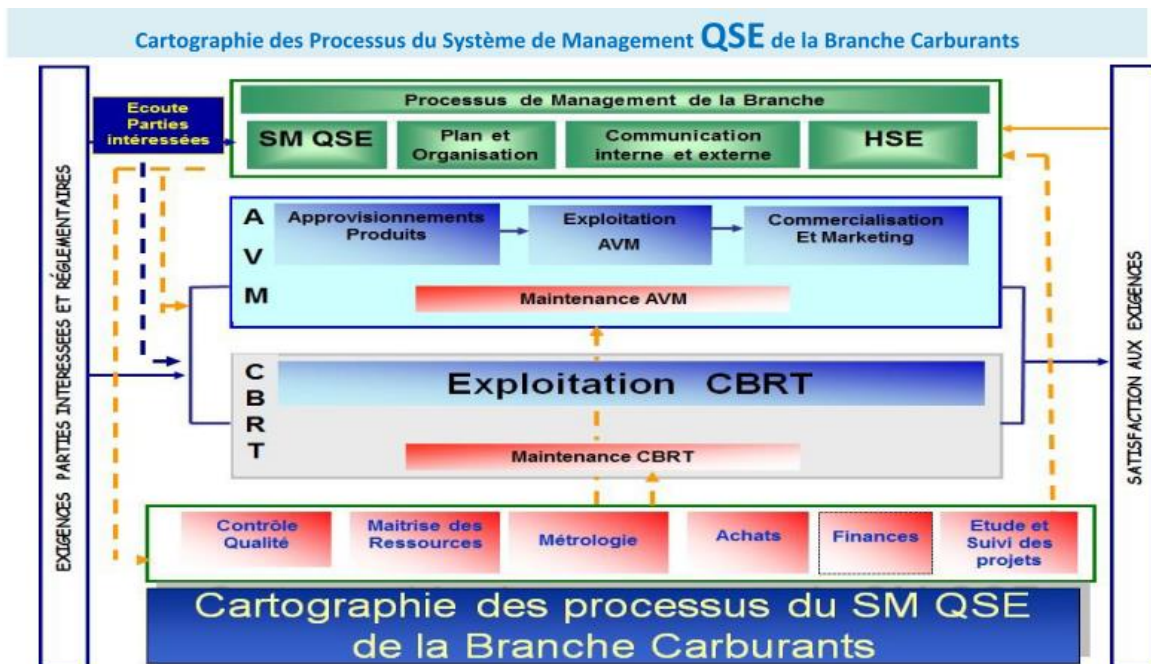 Cartographie des Processus du Système de Management QSE de la Branche Carburants
EXIGENCES PARTIES INTERESSEES ET RÉGLEMENTAIRES
Ecoute
Parties
intéressées
Processus de Management de la Branche
SM QSE
Plan et
Organisation
Communication
interne et externe
HSE
A
V
M
Approvisionnements
Produits
Exploitation
AVM
Commercialisation
Et Marketing
Maintenance AVM
C
B
R
T
Exploitation CBRT
Maintenance CBRT
Contrôle
Qualité
Maitrise des
Ressources
Métrologie
Achats
Finances
Etude et
Suivi des
projets
SATISFACTION AUX EXIGENCES
Cartographie des processus du SM QSE
de la Branche Carburants